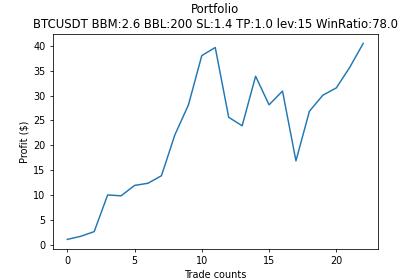 Portfolio
BTCUSDT BBM:2.6 BBL:200 SL:1.4 TP:1.0 lev:15 WinRatio:78.0
40
35
30
25
20
15
10
5
0
Profit ($)
0 5 10 15 20
Trade counts